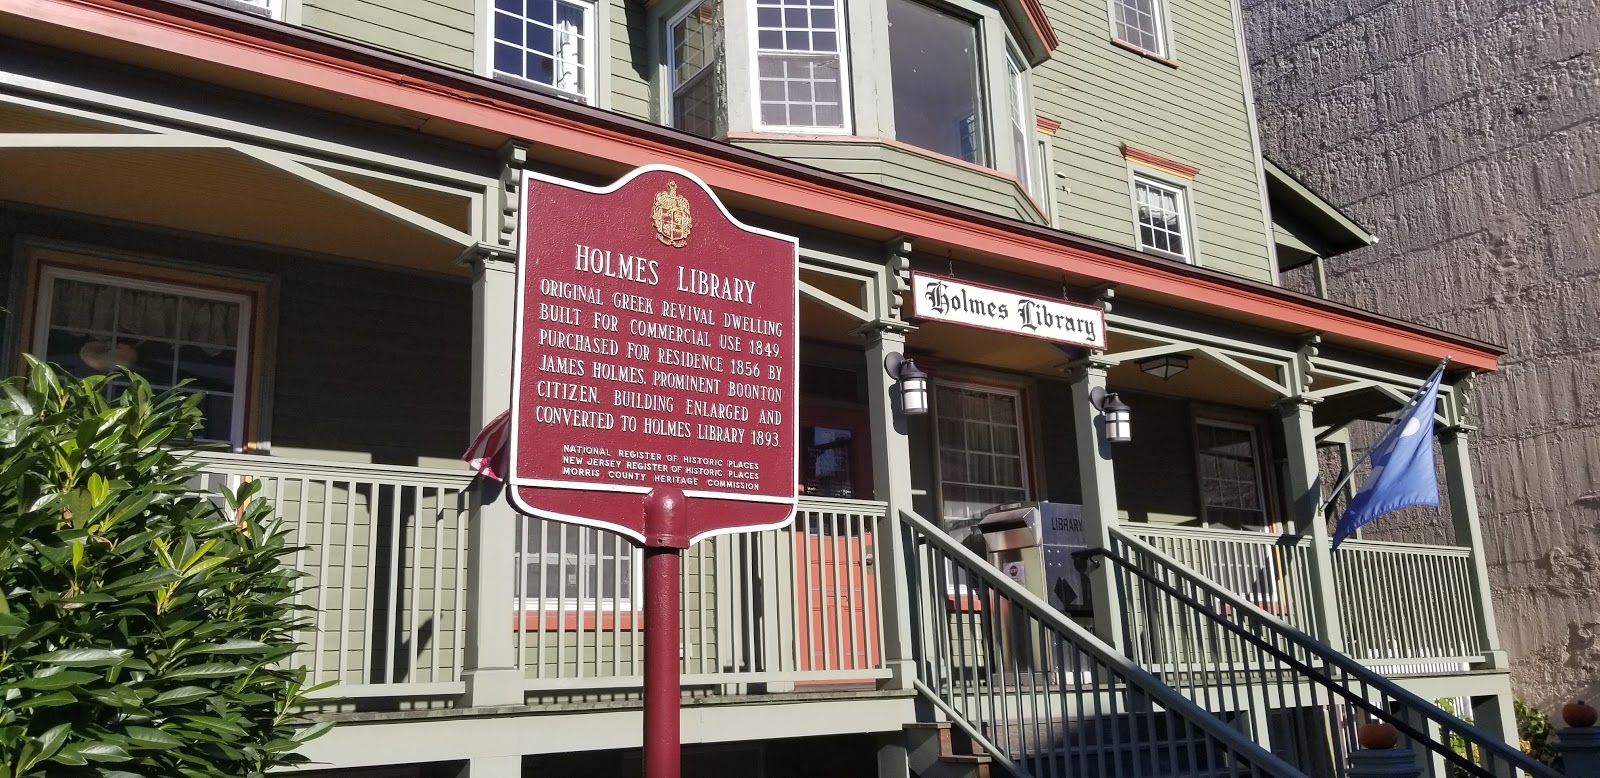 HOLMES LIBRARY
ORIGINAL GREEK REVIVAL DWELLING
BUILT FOR COMMERCIAL USE 1849.
PURCHASED FOR RESIDENCE 1856 BY
JAMES HOLMES, PROMINENT BOONTON
CITIZEN. BUILDING ENLARGED AND
CONVERTED TO HOLMES LIBRARY 1893.
NATIONAL REGISTER OF HISTORIC PLACES
NEW JERSEY REGISTER OF HISTORIC PLACES
MORRIS COUNTY HERITAGE COMMISSION
Holmes Library
LIBRARY